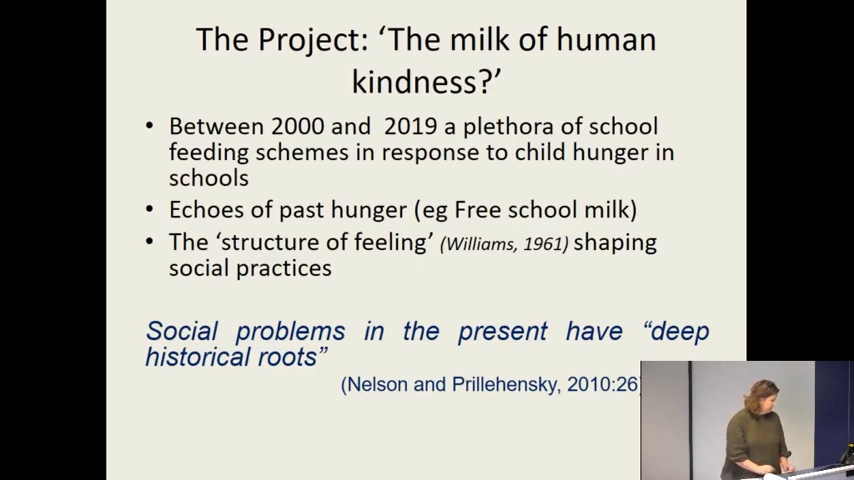 The Project: ‘The milk of human
kindness?’
• Between 2000 and 2019 a plethora of school
feeding schemes in response to child hunger in
schools
• Echoes of past hunger (eg Free school milk)
• The ‘structure of feeling’ (Williams, 1961) shaping
social practices
Social problems in the present have “deep
historical roots”
(Nelson and Prillehensky, 2010:26)